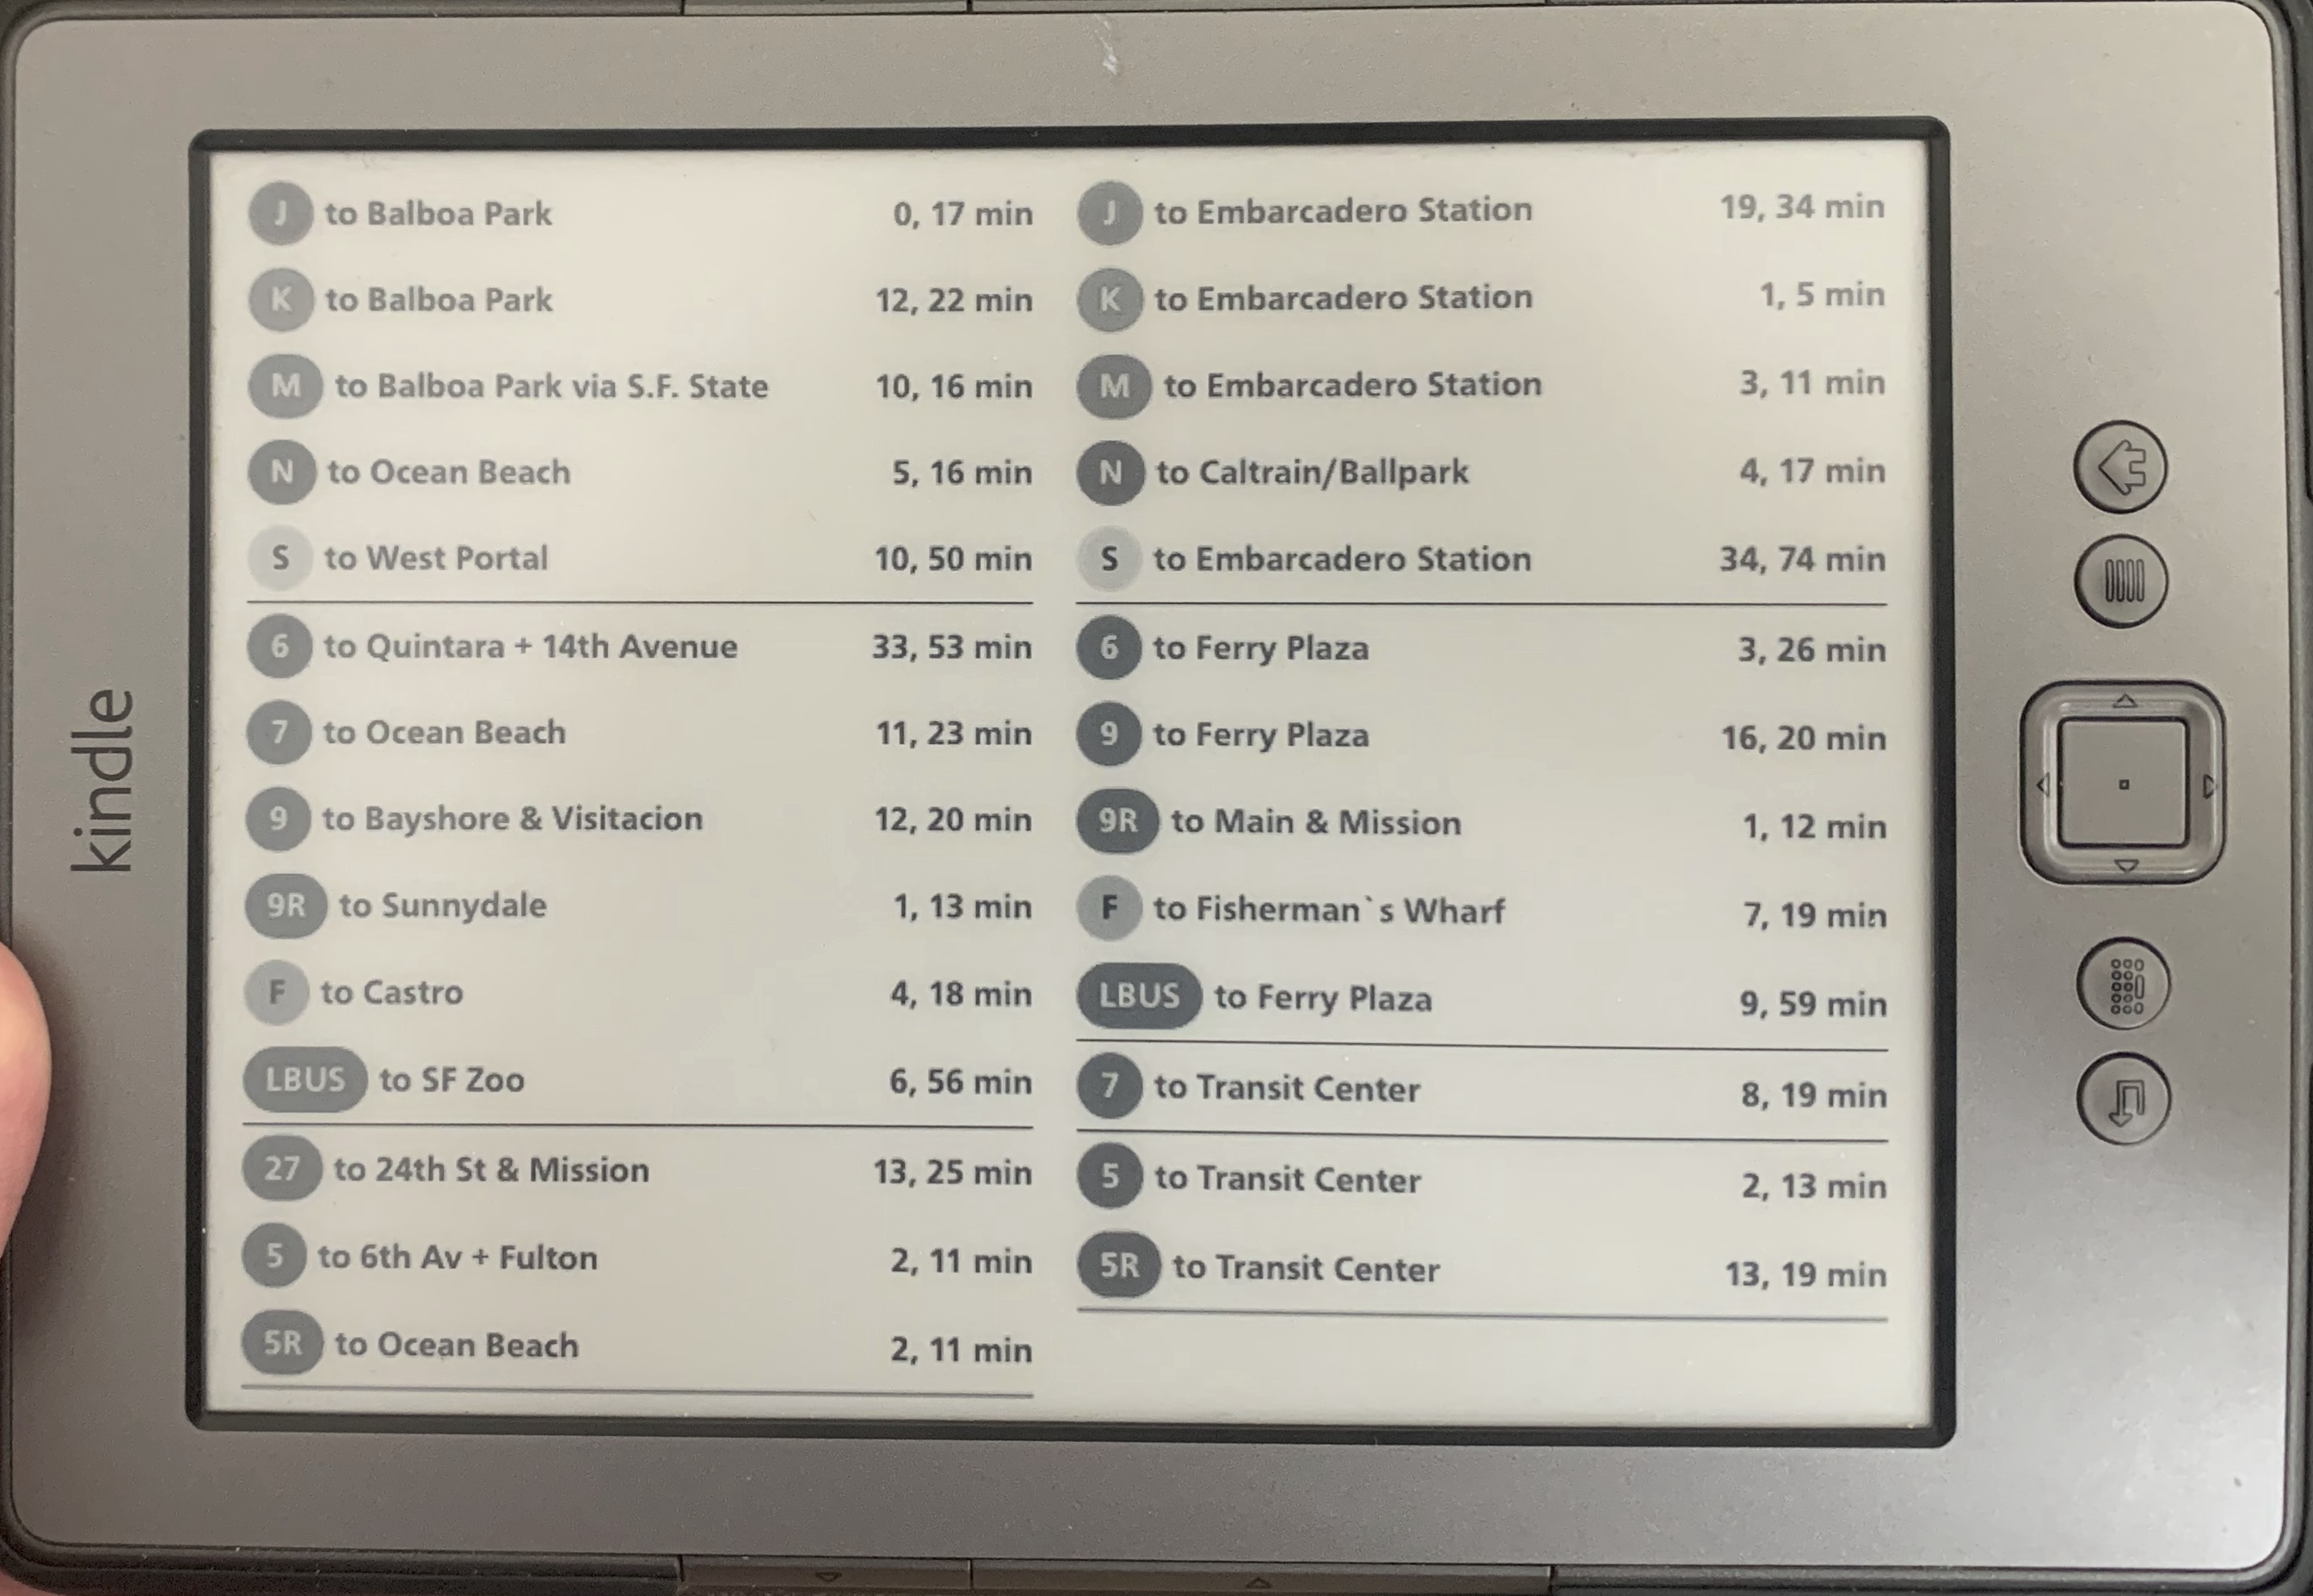 kindle
J to Balboa Park 0, 17 min
K to Balboa Park 12, 22 min
M to Balboa Park via S.F. State 10, 16 min
N to Ocean Beach 5, 16 min
S to West Portal 10, 50 min
6 to Quintara + 14th Avenue 33, 53 min
7 to Ocean Beach 11, 23 min
9 to Bayshore & Visitacion 12, 20 min
9R to Sunnydale 1, 13 min
F to Castro 4, 18 min
LBUS to SF Zoo 6, 56 min
27 to 24th St & Mission 13, 25 min
5 to 6th Av + Fulton 2, 11 min
5R to Ocean Beach 2, 11 min
J to Embarcadero Station 19, 34 min
K to Embarcadero Station 1, 5 min
M to Embarcadero Station 3, 11 min
N to Caltrain/Ballpark 4, 17 min
S to Embarcadero Station 34, 74 min
6 to Ferry Plaza 3, 26 min
9 to Ferry Plaza 16, 20 min
9R to Main & Mission 1, 12 min
F to Fisherman`s Wharf 7, 19 min
LBUS to Ferry Plaza 9, 59 min
7 to Transit Center 8, 19 min
5 to Transit Center 2, 13 min
5R to Transit Center 13, 19 min